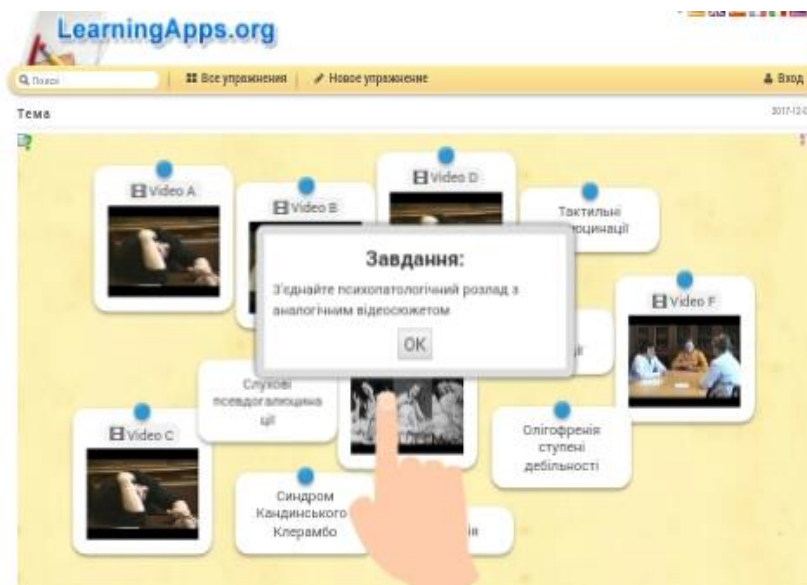 LearningApps.org
Поиск
Все упражнения
Новое упражнение
Вход
Тема
Video A
Video B
Video D
Тактильні
Завдання:
З'єднайте психопатологічний розлад з
аналогічним відеосюжетом
OK
Video F
Слухові
псевдогалюцина
ції
Video C
Олігофренія
ступені
дебільності
Синдром
Кандинського
Клерамбо